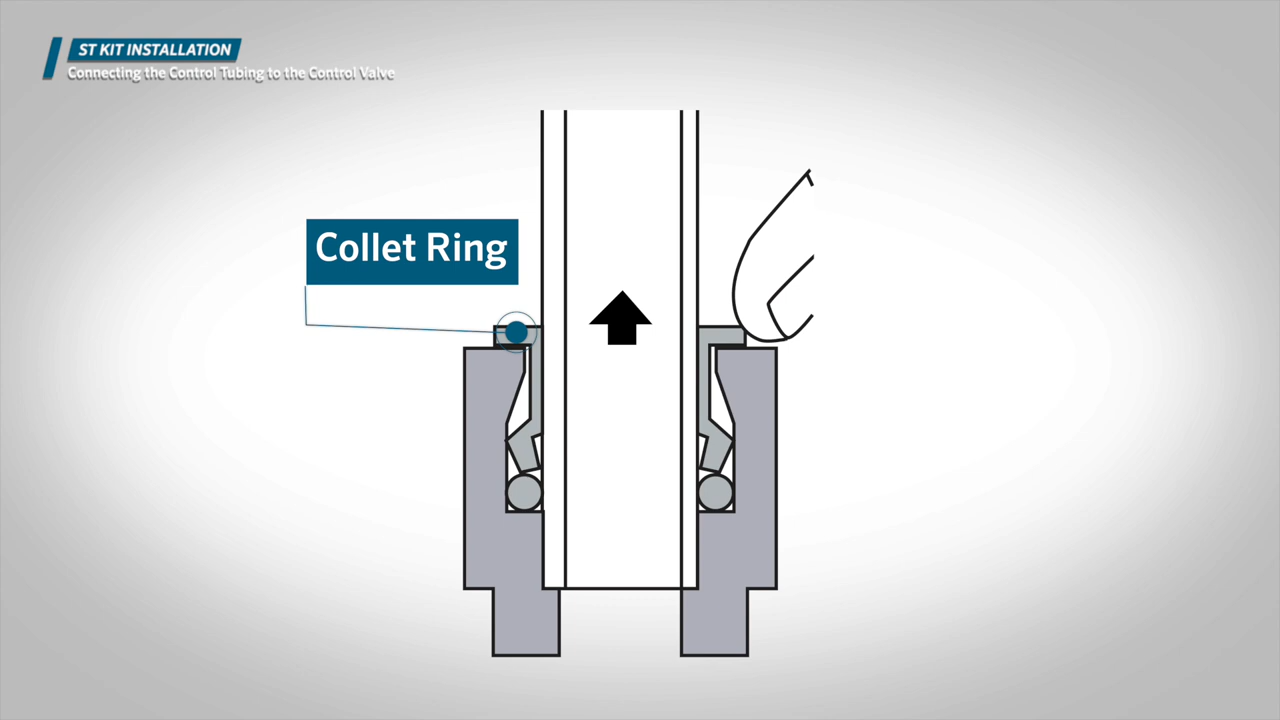 ST KIT INSTALLATION
Connecting the Control Tubing to the Control Valve
Collet Ring